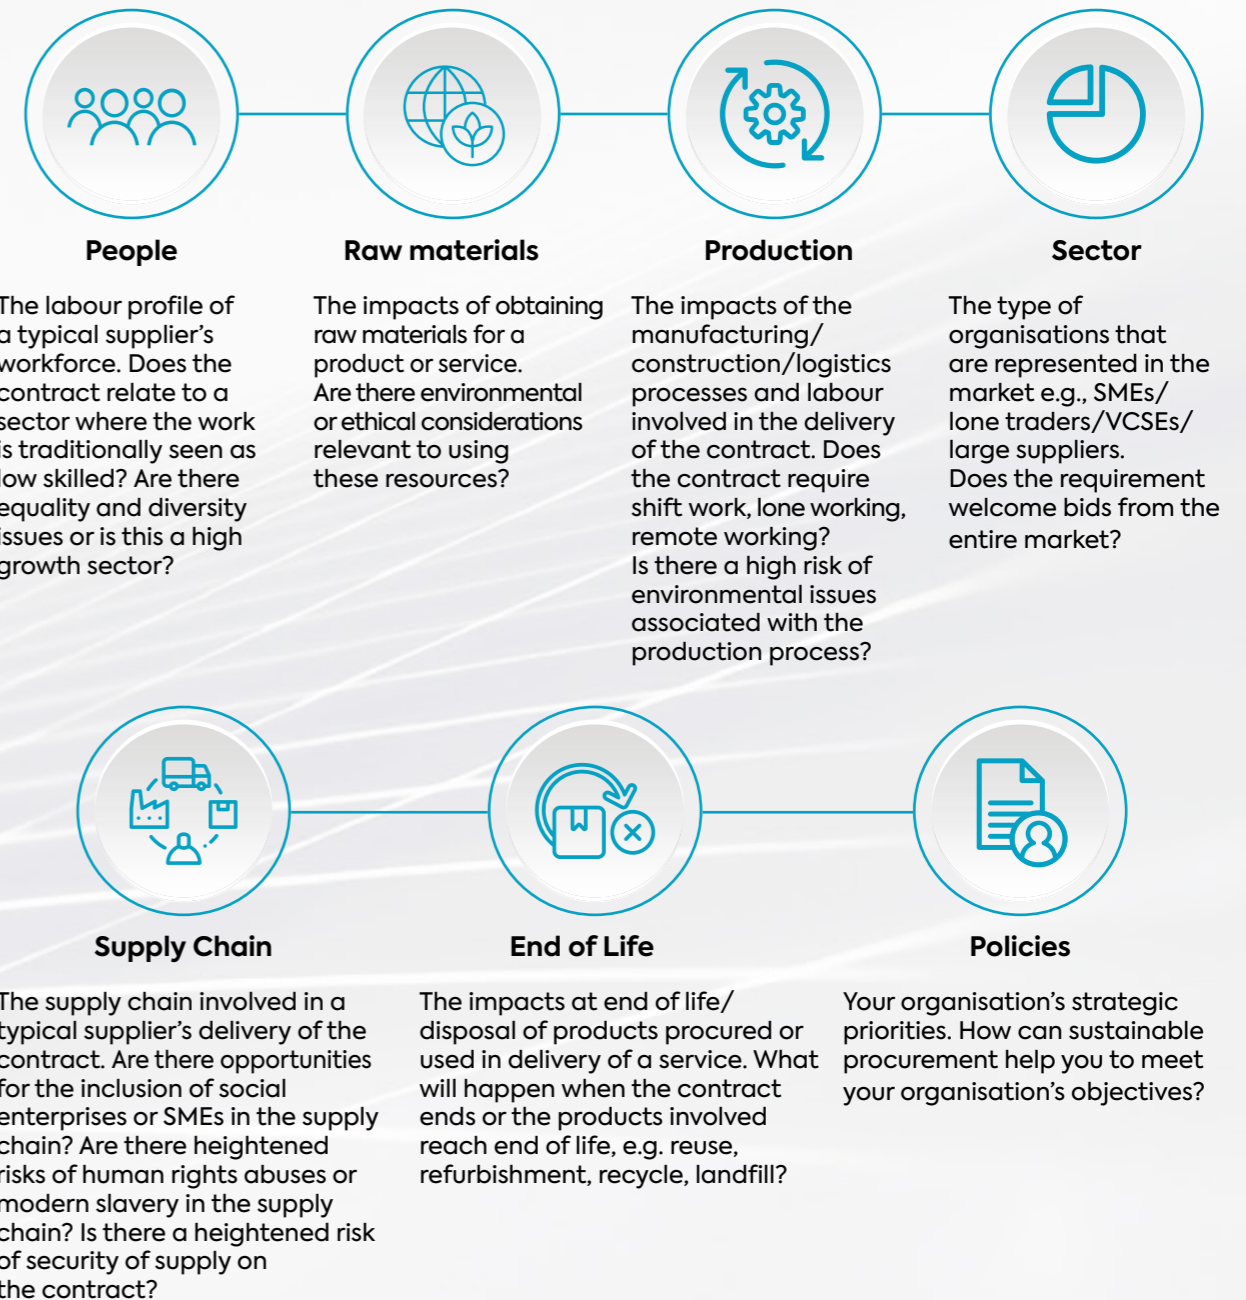 People
The labour profile of
a typical supplier's
workforce. Does the
contract relate to a
sector where the work
is traditionally seen as
low skilled? Are there
equality and diversity
issues or is this a high
growth sector?
Raw materials
The impacts of obtaining
raw materials for a
product or service.
Are there environmental
or ethical considerations
relevant to using
these resources?
Production
The impacts of the
manufacturing/
construction/logistics
processes and labour
involved in the delivery
of the contract. Does
the contract require
shift work, lone working,
remote working?
Is there a high risk of
environmental issues
associated with the
production process?
Sector
The type of
organisations that
are represented in the
market e.g., SMEs/
lone traders/VCSEs/
large suppliers.
Does the requirement
welcome bids from the
entire market?
Supply Chain
The supply chain involved in a
typical supplier's delivery of the
contract. Are there opportunities
for the inclusion of social
enterprises or SMEs in the supply
chain? Are there heightened
risks of human rights abuses or
modern slavery in the supply
chain? Is there a heightened risk
of security of supply on
the contract?
End of Life
The impacts at end of life/
disposal of products procured or
used in delivery of a service. What
will happen when the contract
ends or the products involved
reach end of life, e.g. reuse,
refurbishment, recycle, landfill?
Policies
Your organisation's strategic
priorities. How can sustainable
procurement help you to meet
your organisation's objectives?